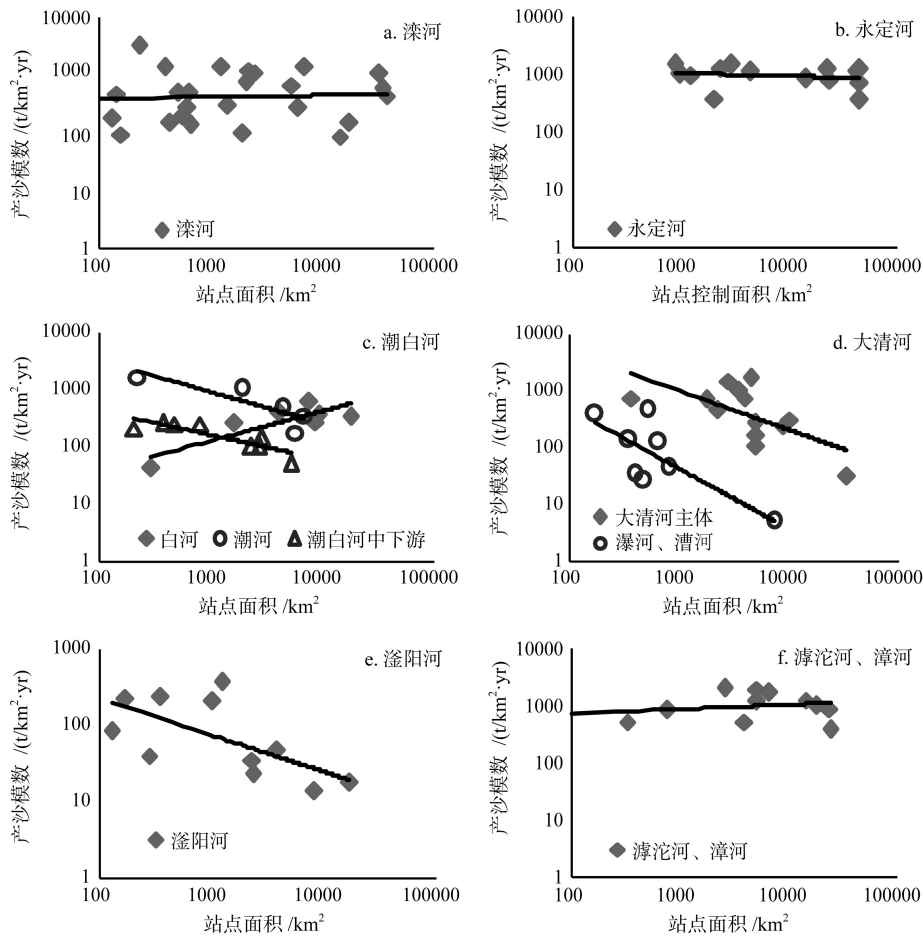 a. 滦河
产沙模数 /(t/km²·yr)
10000
1000
100
10
1
滦河
100 1000 10000 100000
站点面积 /km²
b. 永定河
产沙模数 /(t/km²·yr)
10000
1000
100
10
1
永定河
100 1000 10000 100000
站点控制面积 /km²
c. 潮白河
产沙模数 /(t/km²·yr)
10000
1000
100
10
1
白河 潮河 潮白河中下游
100 1000 10000 100000
站点面积 /km²
d. 大清河
产沙模数 /(t/km²·yr)
10000
1000
100
10
1
大清河主体
瀑河、漕河
100 1000 10000 100000
站点面积 /km²
e. 滏阳河
产沙模数 /(t/km²·yr)
1000
100
10
1
滏阳河
100 1000 10000 100000
站点面积 /km²
f. 滹沱河、漳河
产沙模数 /(t/km²·yr)
10000
1000
100
10
1
滹沱河、漳河
100 1000 10000 100000
站点面积 /km²